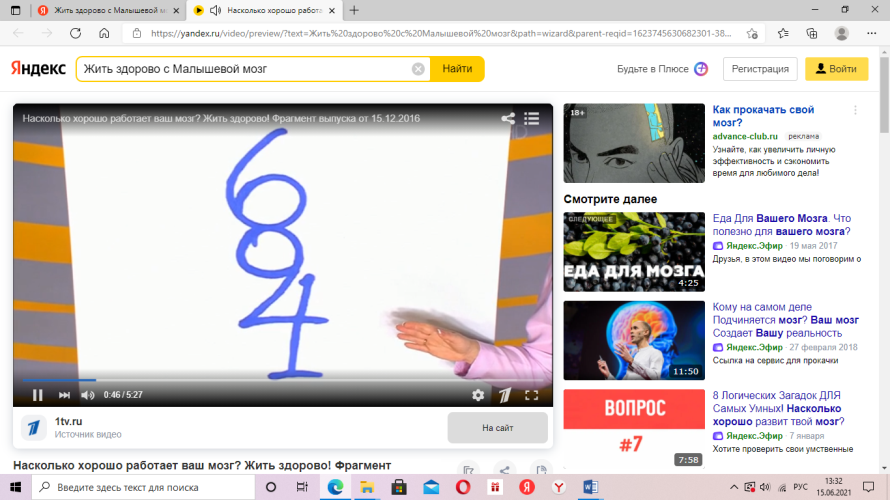 Жить здорово с Малышевой мо
Насколько хорошо работа
https://yandex.ru/video/preview/?text=Жить%20здорово%20с%20Малышевой%20мозг&path=wizard&parent-reqid=1623745630682301-38...
Яндекс
Жить здорово с Малышевой мозг
Найти
Будьте в Плюсе
Регистрация
Войти
Насколько хорошо работает ваш мозг? Жить здорово! Фрагмент выпуска от 15.12.2016
6
8
4
1
0:46 / 5:27
1tv.ru
Источник видео
На сайт
Насколько хорошо работает ваш мозг? Жить здорово! Фрагмент
18+
Как прокачать свой
мозг?
advance-club.ru реклама
Узнайте, как увеличить личную
эффективность и сэкономить
время для любимого дела!
Смотрите далее
СЛЕДУЮЩЕЕ
ЕДА ДЛЯ МОЗГА
4:25
Еда Для Вашего Мозга. Что
полезно для вашего мозга?
Яндекс.Эфир · 19 мая 2017
Друзья, в этом видео мы поговорим о
11:50
Кому на самом деле
Подчиняется мозг? Ваш мозг
Создает Вашу реальность
Яндекс.Эфир · 27 февраля 2018
Ссылка на сервис для прокачки
ВОПРОС
#7
7:58
8 Логических Загадок ДЛЯ
Самых Умных! Насколько
хорошо развит твой мозг?
Яндекс.Эфир · 7 января
Хотите проверить свои умственные
Введите здесь текст для поиска
РУС
13:32
15.06.2021